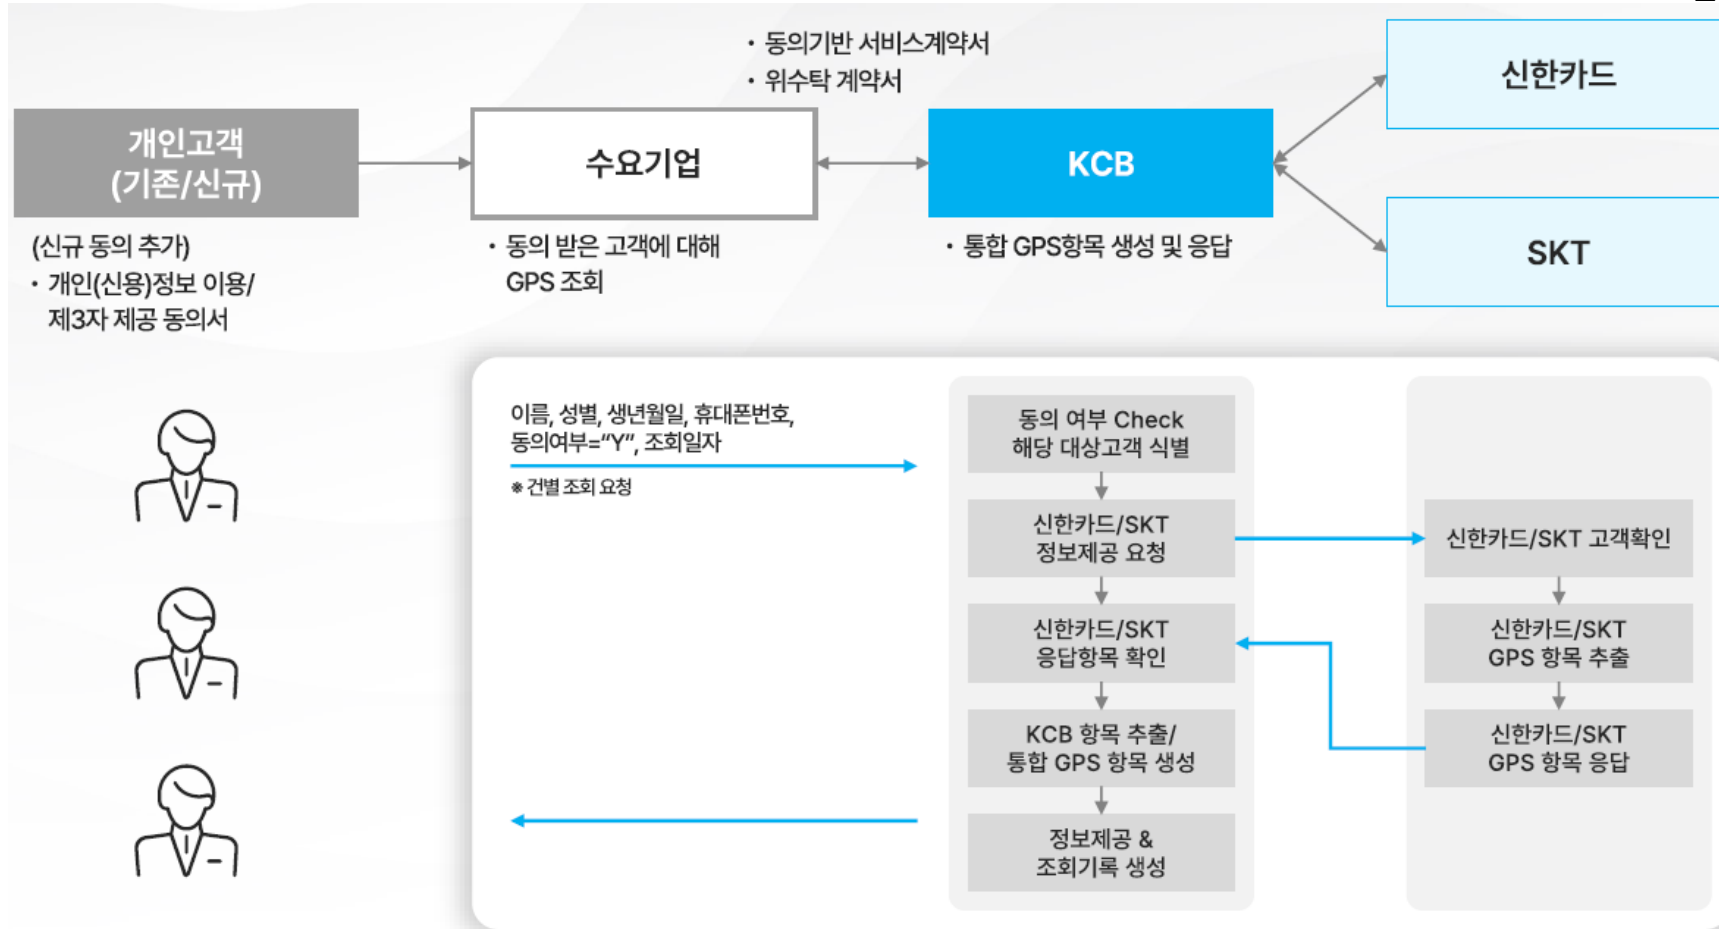 • 동의기반 서비스계약서
• 위수탁 계약서
개인고객
(기존/신규)
수요기업
KCB
신한카드
SKT
(신규 동의 추가)
• 개인(신용)정보 이용/
제3자 제공 동의서
• 동의 받은 고객에 대해
GPS 조회
• 통합 GPS항목 생성 및 응답
이름, 성별, 생년월일, 휴대폰번호,
동의여부=“Y”, 조회일자
※ 건별 조회 요청
동의 여부 Check
해당 대상고객 식별
신한카드/SKT
정보제공 요청
신한카드/SKT
응답항목 확인
KCB 항목 추출/
통합 GPS 항목 생성
정보제공 &
조회기록 생성
신한카드/SKT 고객확인
신한카드/SKT
GPS 항목 추출
신한카드/SKT
GPS 항목 응답